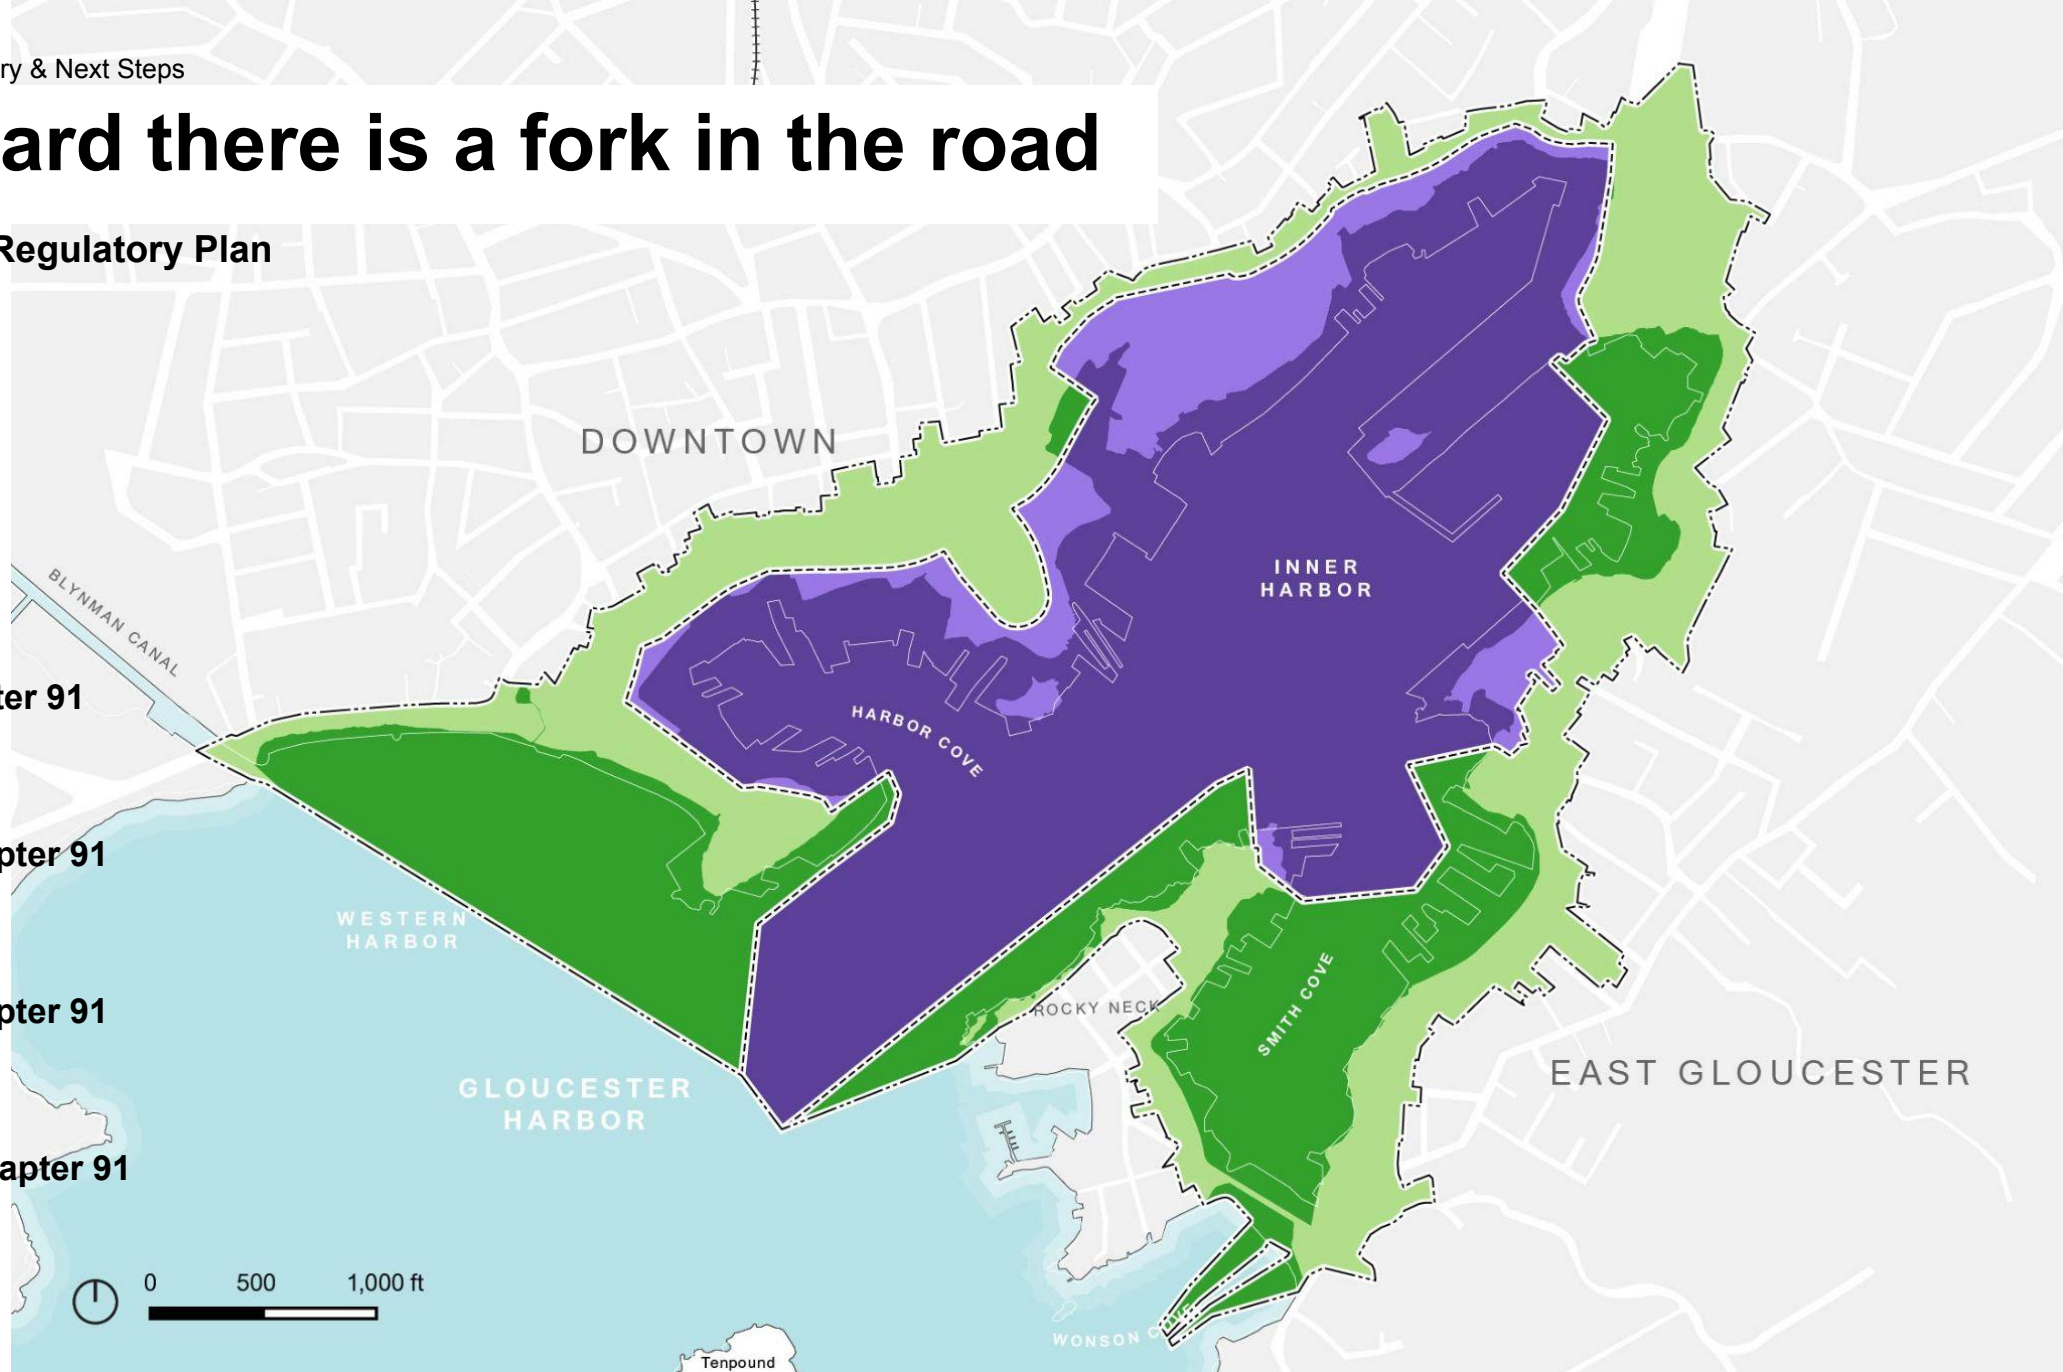 ry & Next Steps
ard there is a fork in the road
Regulatory Plan
DOWNTOWN
INNER
HARBOR
BLYNMAN CANAL
ter 91
HARBOR COVE
pter 91
WESTERN
HARBOR
ROCKY NECK
SMITH COVE
pter 91
EAST GLOUCESTER
GLOUCESTER
HARBOR
apter 91
0 500 1,000 ft
WONSON
Tenpound